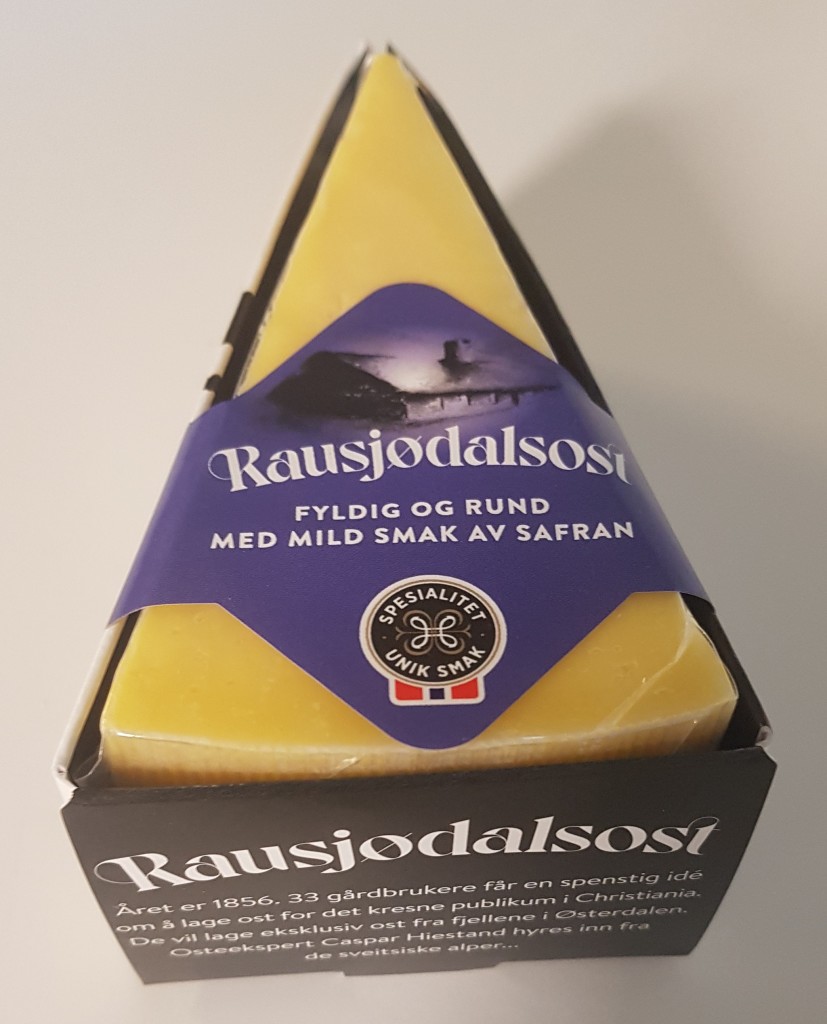 Rausjødalsost
FYLDIG OG RUND
MED MILD SMAK AV SAFRAN
SPESIALITET
UNIK SMAK
Rausjødalsost
Året er 1856. 33 gårdbrukere får en spenstig idé
om å lage ost for det kresne publikum i Christiania.
De vil lage eksklusiv ost fra fjellene i Østerdalen.
Osteekspert Caspar Hiestand hyres inn fra
de sveitsiske alper...